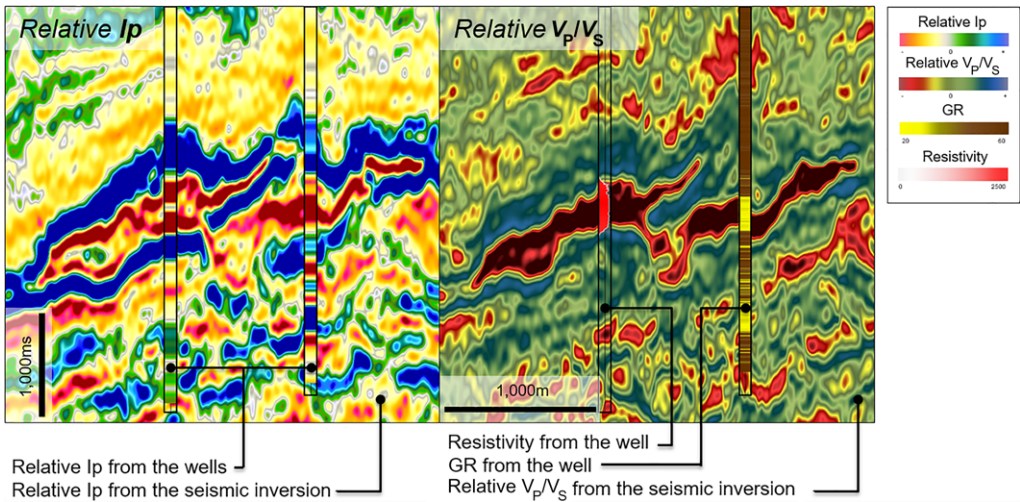 Relative Ip
Relative VP/VS
Relative Ip
- 0 +
Relative VP/VS
- 0 +
GR
20 60
Resistivity
0 2500
1,000ms
1,000m
Relative Ip from the wells
Relative Ip from the seismic inversion
Resistivity from the well
GR from the well
Relative VP/VS from the seismic inversion